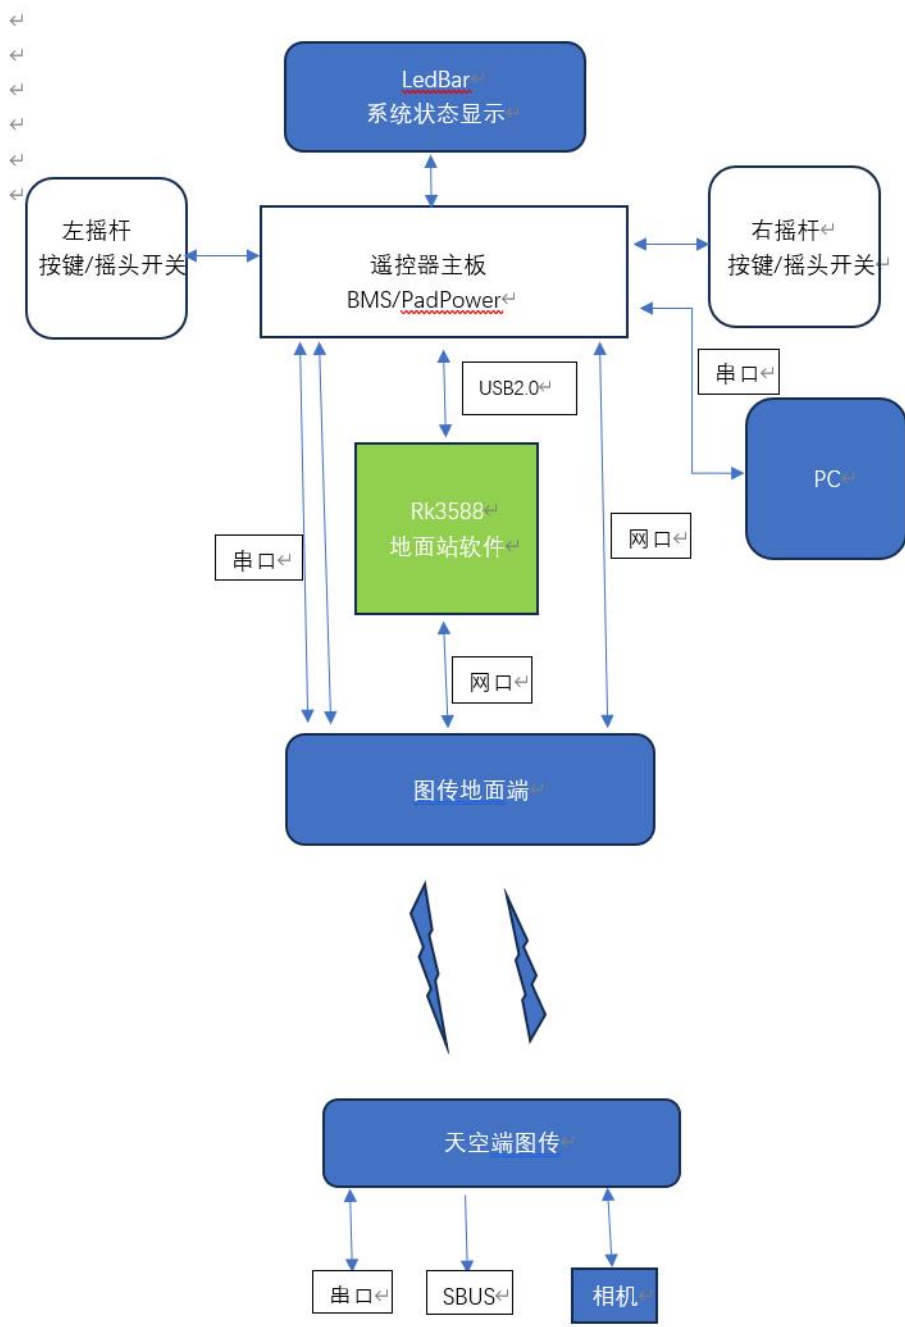 LedBar
系统状态显示
左摇杆
按键/摇头开关
遥控器主板
BMS/PadPower
右摇杆
按键/摇头开关
USB2.0
串口
PC
Rk3588
地面站软件
串口
网口
网口
图传地面端
天空端图传
串口
SBUS
相机